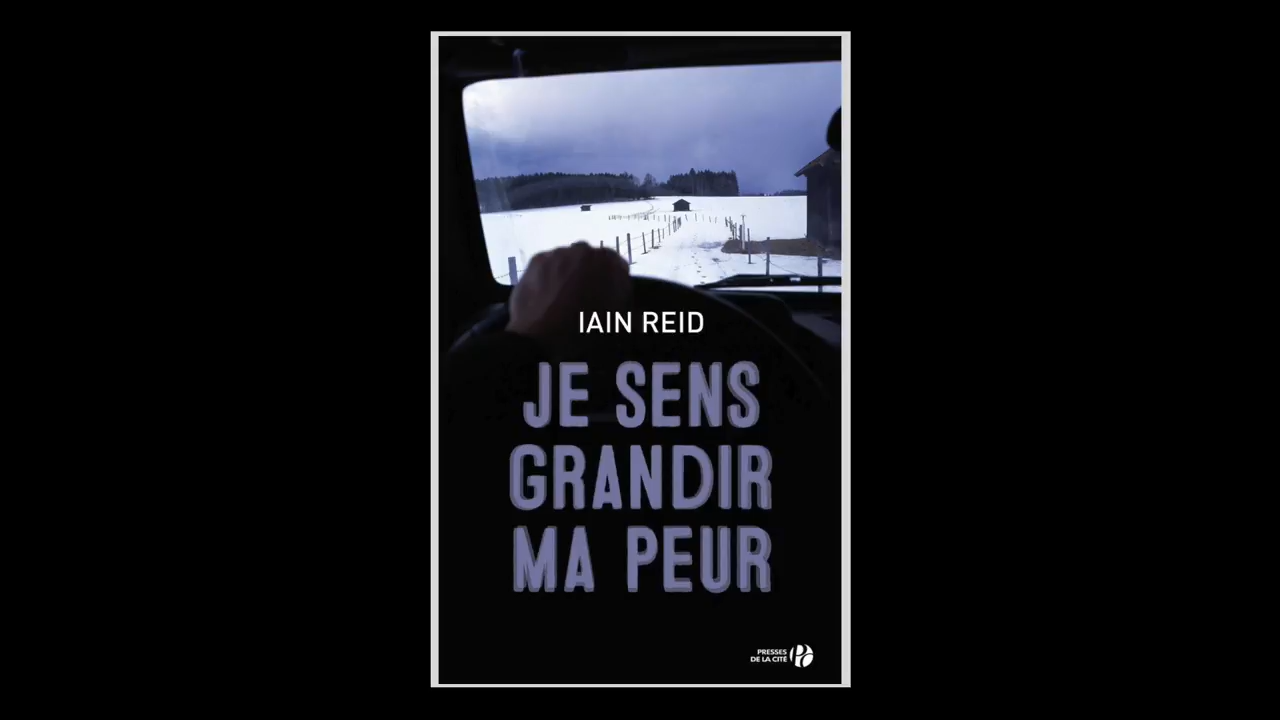 IAIN REID
JE SENS
GRANDIR
MA PEUR
PRESSES
DE LA CITÉ